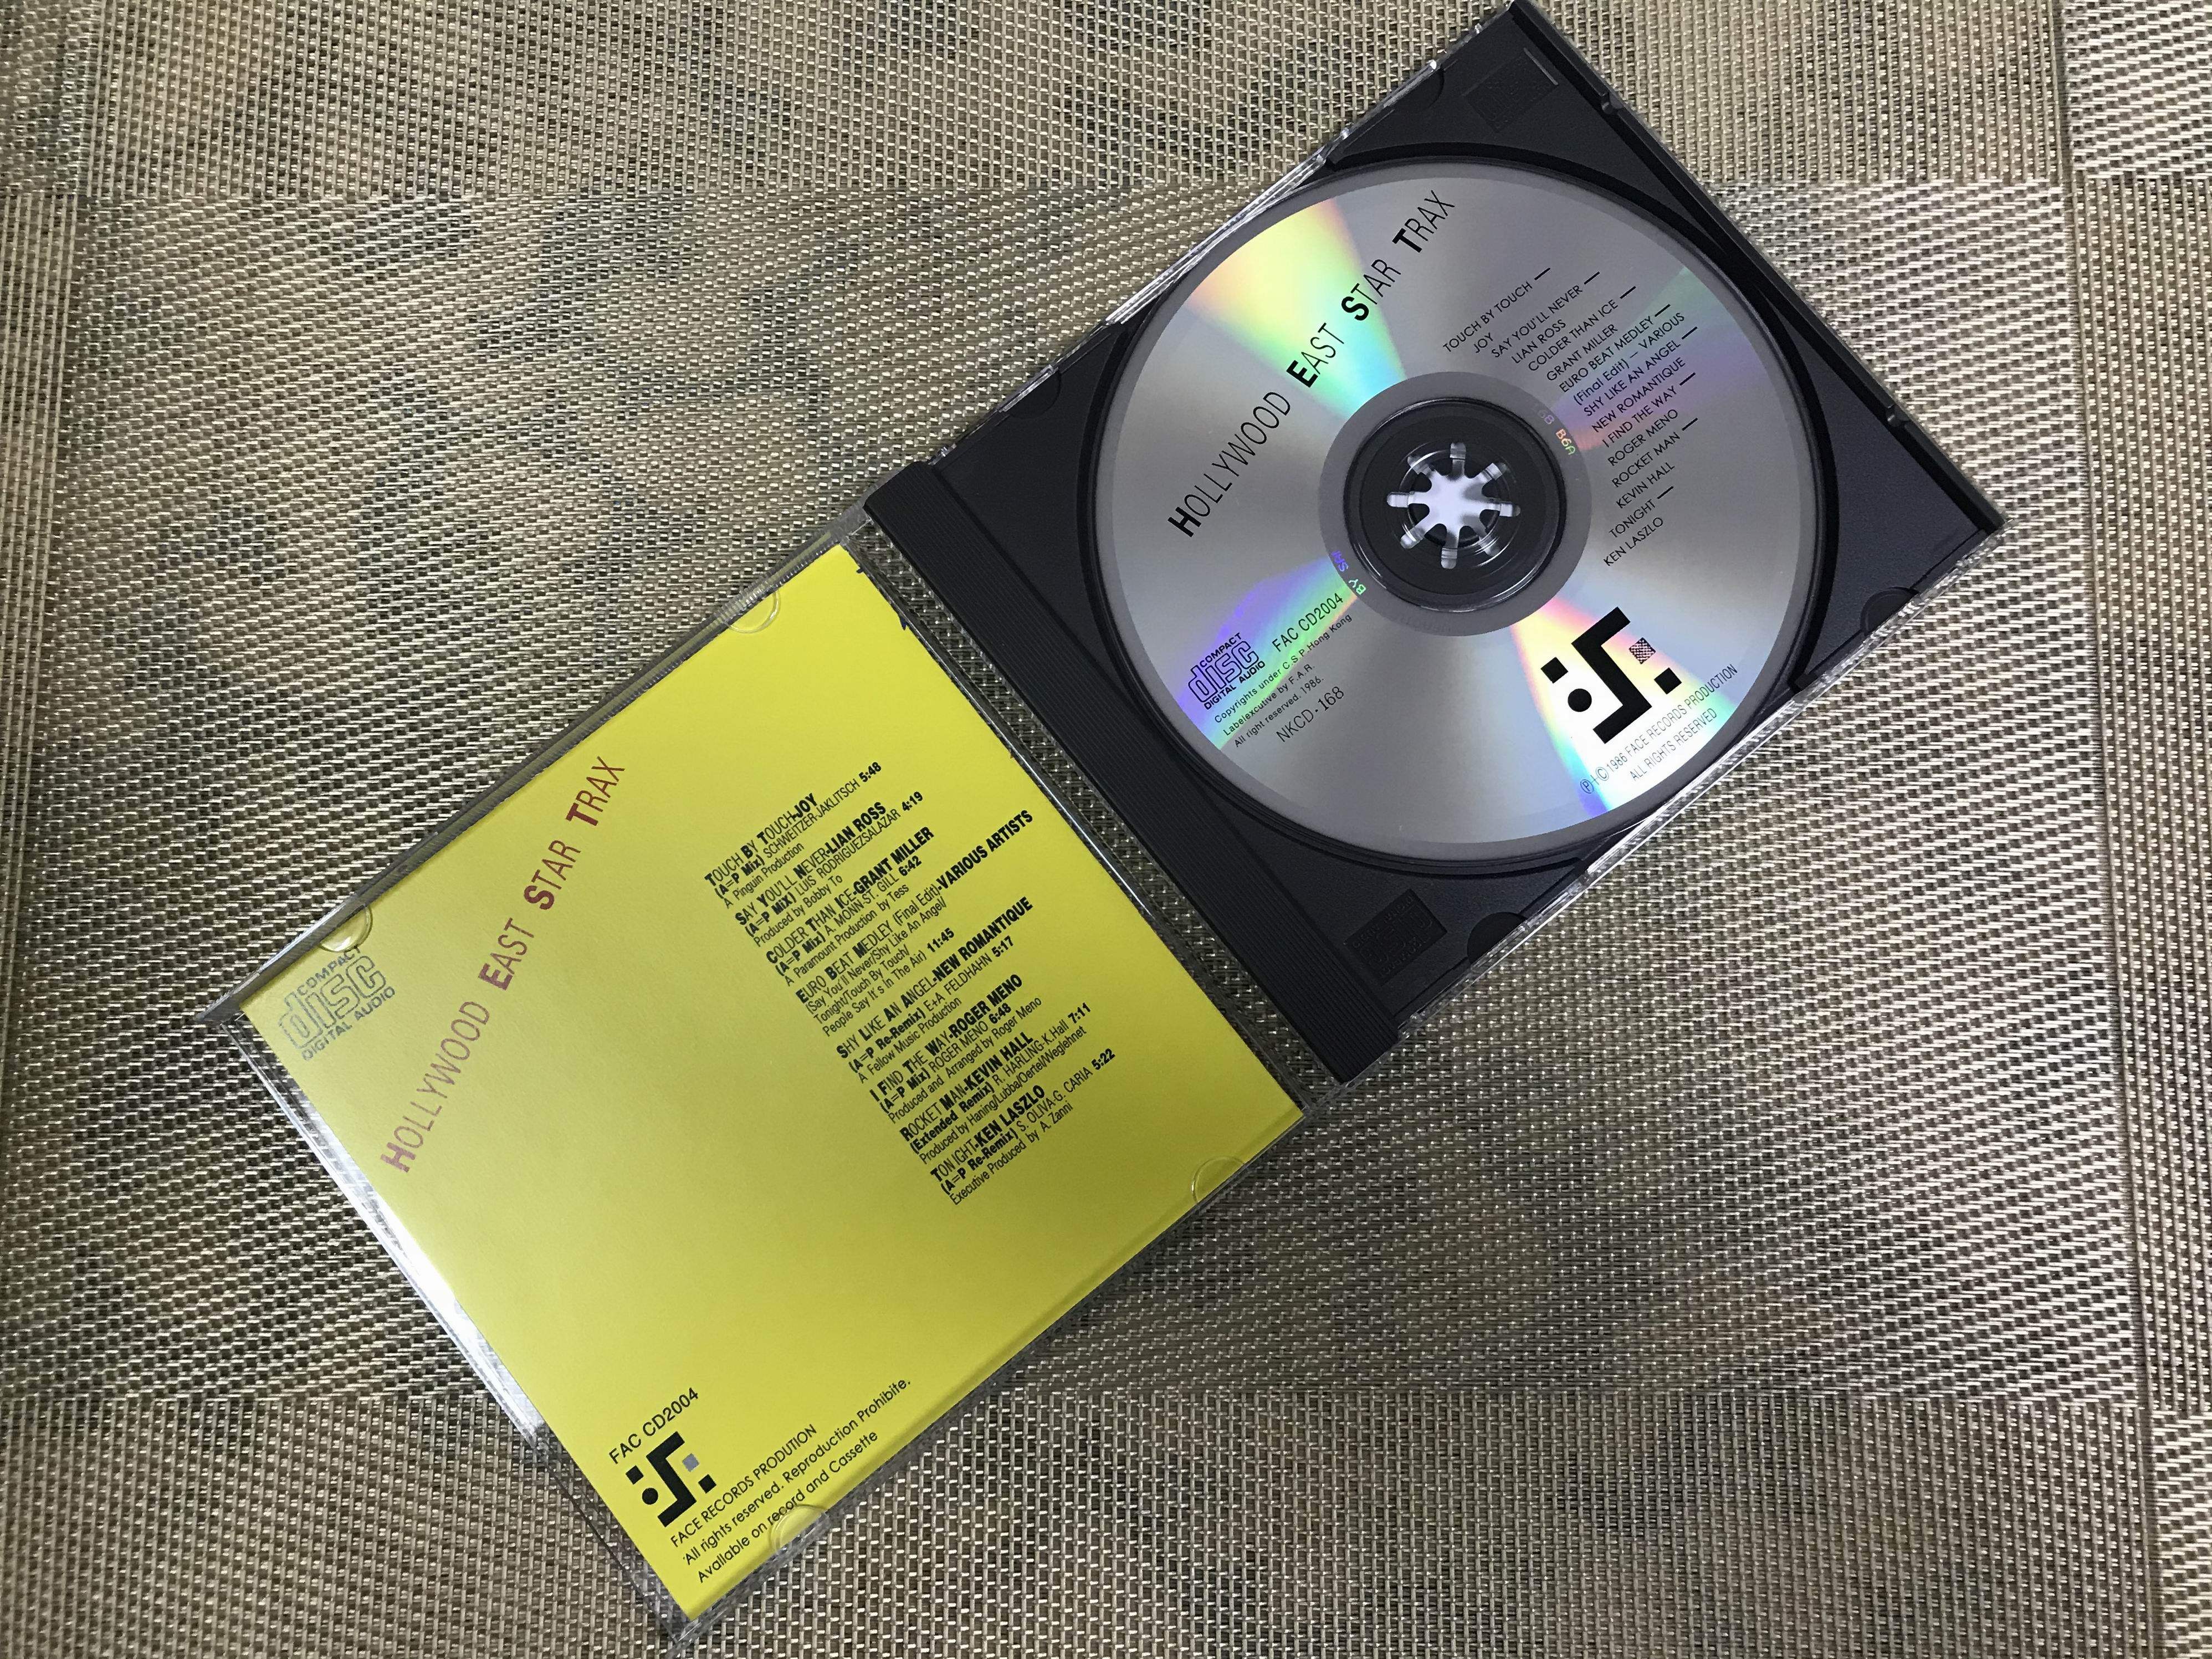 HOLLYWOOD EAST STAR TRAX
COMPACT
disc
DIGITAL AUDIO
TOUCH BY TOUCH-JOY
(A=P Mix) SCHWEITZER-JAKLITSCH 5:48
A Pinguin Production
SAY YOU'LL NEVER-LIAN ROSS
(A=P Mix) LUIS RODRIGUEZ/SALAZAR 4:19
Produced by Bobby To
COLDER THAN ICE-GRANT MILLER
(A=P Mix) A. MONN-ST. GILL 6:42
A Paramount Production by Tess
EURO BEAT MEDLEY (Final Edit)-VARIOUS ARTISTS
(Say You'll Never/Shy Like An Angel/
Tonight/Touch By Touch/
People Say It's In The Air) 11:45
SHY LIKE AN ANGEL-NEW ROMANTIQUE
(A=P Re-Remix) E+A FELDHAHN 5:17
A Fellow Music Production
I FIND THE WAY-ROGER MENO
(A=P Mix) ROGER MENO 6:48
Produced and Arranged by Roger Meno
ROCKET MAN-KEVIN HALL
(Extended Remix) R. HARLING-K.Hall 7:11
Produced by Haning/Lubba/Oertel/Weglehnet
TONIGHT-KEN LASZLO
(A=P Re-Remix) S. OLIVA-G. CARIA 5:22
Executive Produced by A. Zanni
FAC CD2004
FACE RECORDS PRODUTION
All rights reserved. Reproduction Prohibite.
Available on record and Cassette
HOLLYWOOD EAST STAR TRAX
TOUCH BY TOUCH —
JOY
SAY YOU'LL NEVER —
LIAN ROSS
COLDER THAN ICE —
GRANT MILLER
EURO BEAT MEDLEY —
(Final Edit) — VARIOUS
SHY LIKE AN ANGEL —
NEW ROMANTIQUE
I FIND THE WAY —
ROGER MENO
ROCKET MAN —
KEVIN HALL
TONIGHT —
KEN LASZLO
COMPACT
disc
DIGITAL AUDIO
FAC CD2004
Copyrights under C.S.P Hong Kong
Labelexcutive by F.A.R.
All right reserved. 1986.
NKCD-168
Ⓟ+Ⓒ 1986 FACE RECORDS PRODUCTION
ALL RIGHTS RESERVED